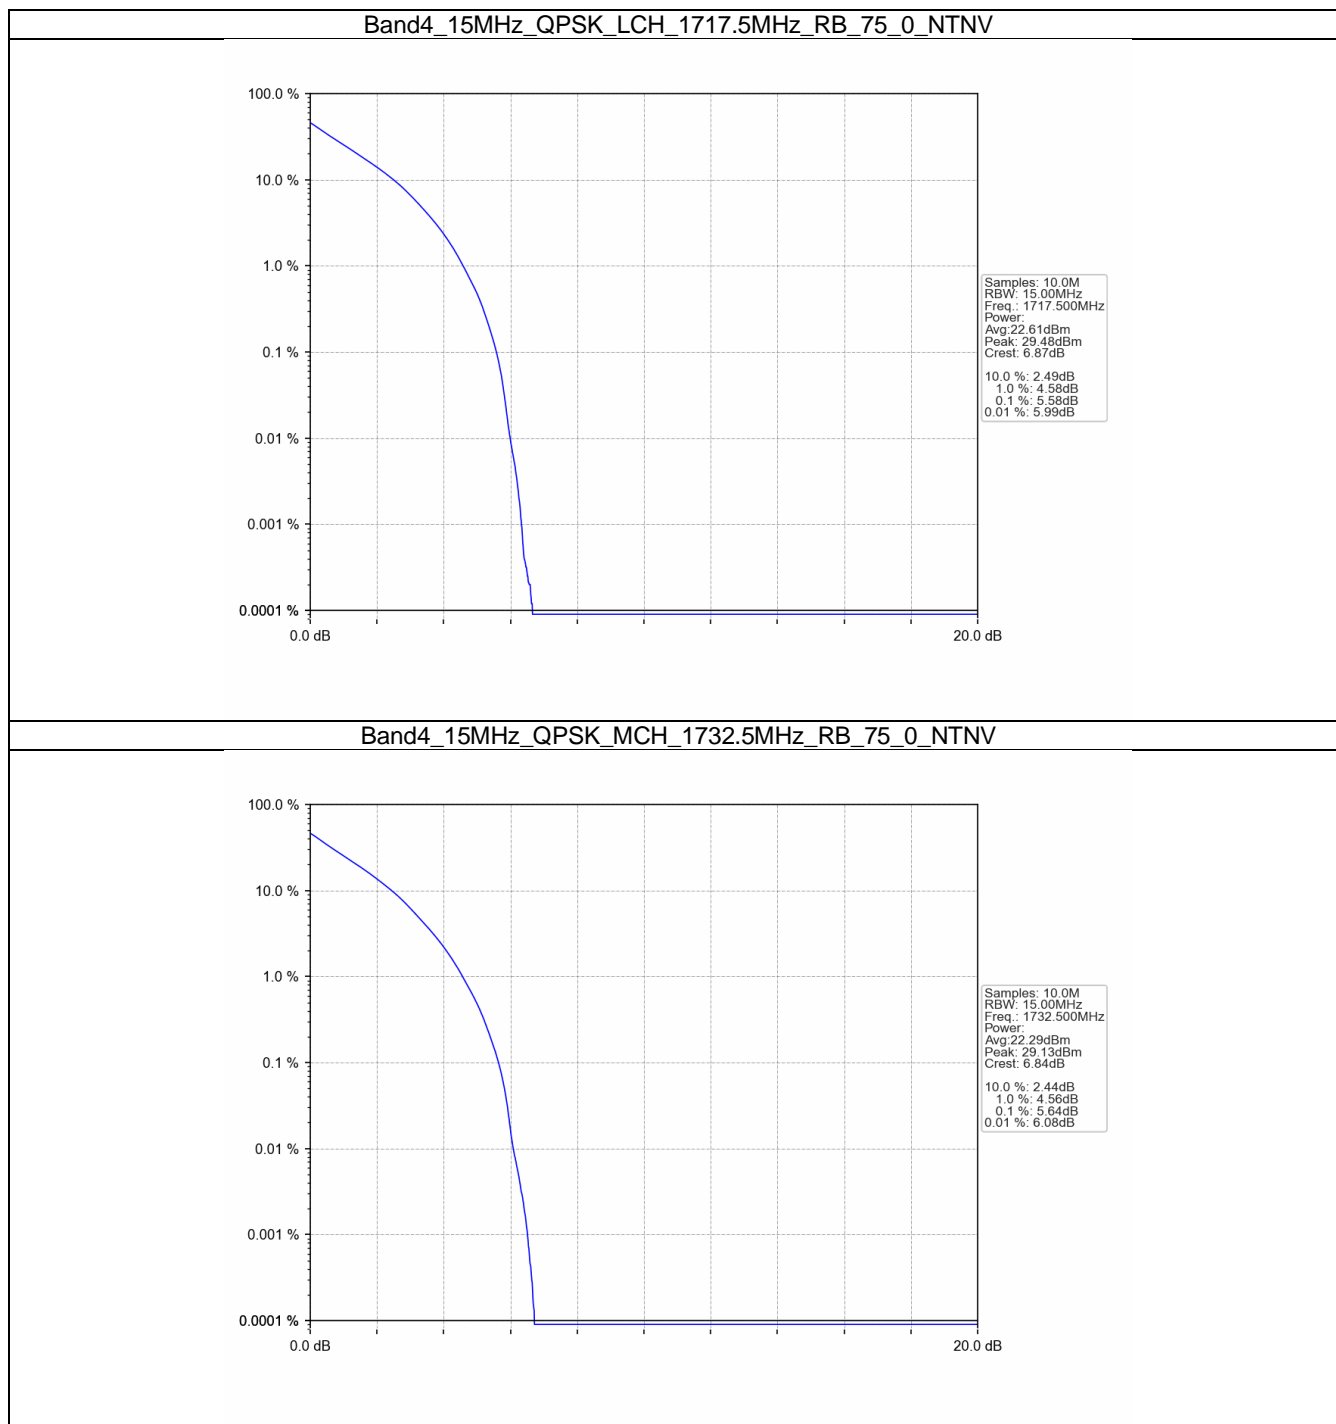 Band4_15MHz_QPSK_LCH_1717.5MHz_RB_75_0_NTNV
100.0 %
10.0 %
1.0 %
0.1 %
0.01 %
0.001 %
0.0001 %
0.0 dB
20.0 dB
Samples: 10.0M
RBW: 15.00MHz
Freq.: 1717.500MHz
Power:
Avg:22.61dBm
Peak: 29.48dBm
Crest: 6.87dB
10.0 %: 2.49dB
1.0 %: 4.58dB
0.1 %: 5.58dB
0.01 %: 5.99dB
Band4_15MHz_QPSK_MCH_1732.5MHz_RB_75_0_NTNV
100.0 %
10.0 %
1.0 %
0.1 %
0.01 %
0.001 %
0.0001 %
0.0 dB
20.0 dB
Samples: 10.0M
RBW: 15.00MHz
Freq.: 1732.500MHz
Power:
Avg:22.29dBm
Peak: 29.13dBm
Crest: 6.84dB
10.0 %: 2.44dB
1.0 %: 4.56dB
0.1 %: 5.64dB
0.01 %: 6.08dB